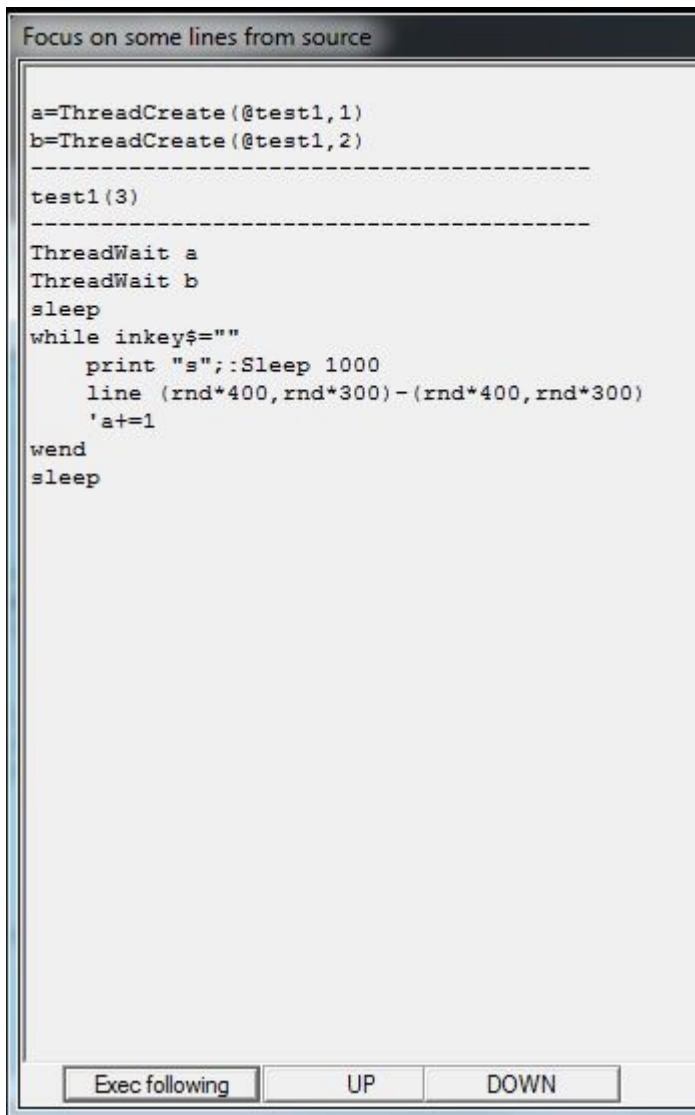 Focus on some lines from source
a=ThreadCreate(@test1,1)
b=ThreadCreate(@test1,2)
----------------------------------------
test1(3)
----------------------------------------
ThreadWait a
ThreadWait b
sleep
while inkey$=""
    print "s";:Sleep 1000
    line (rnd*400,rnd*300)-(rnd*400,rnd*300)
    'a+=1
wend
sleep
Exec following UP DOWN